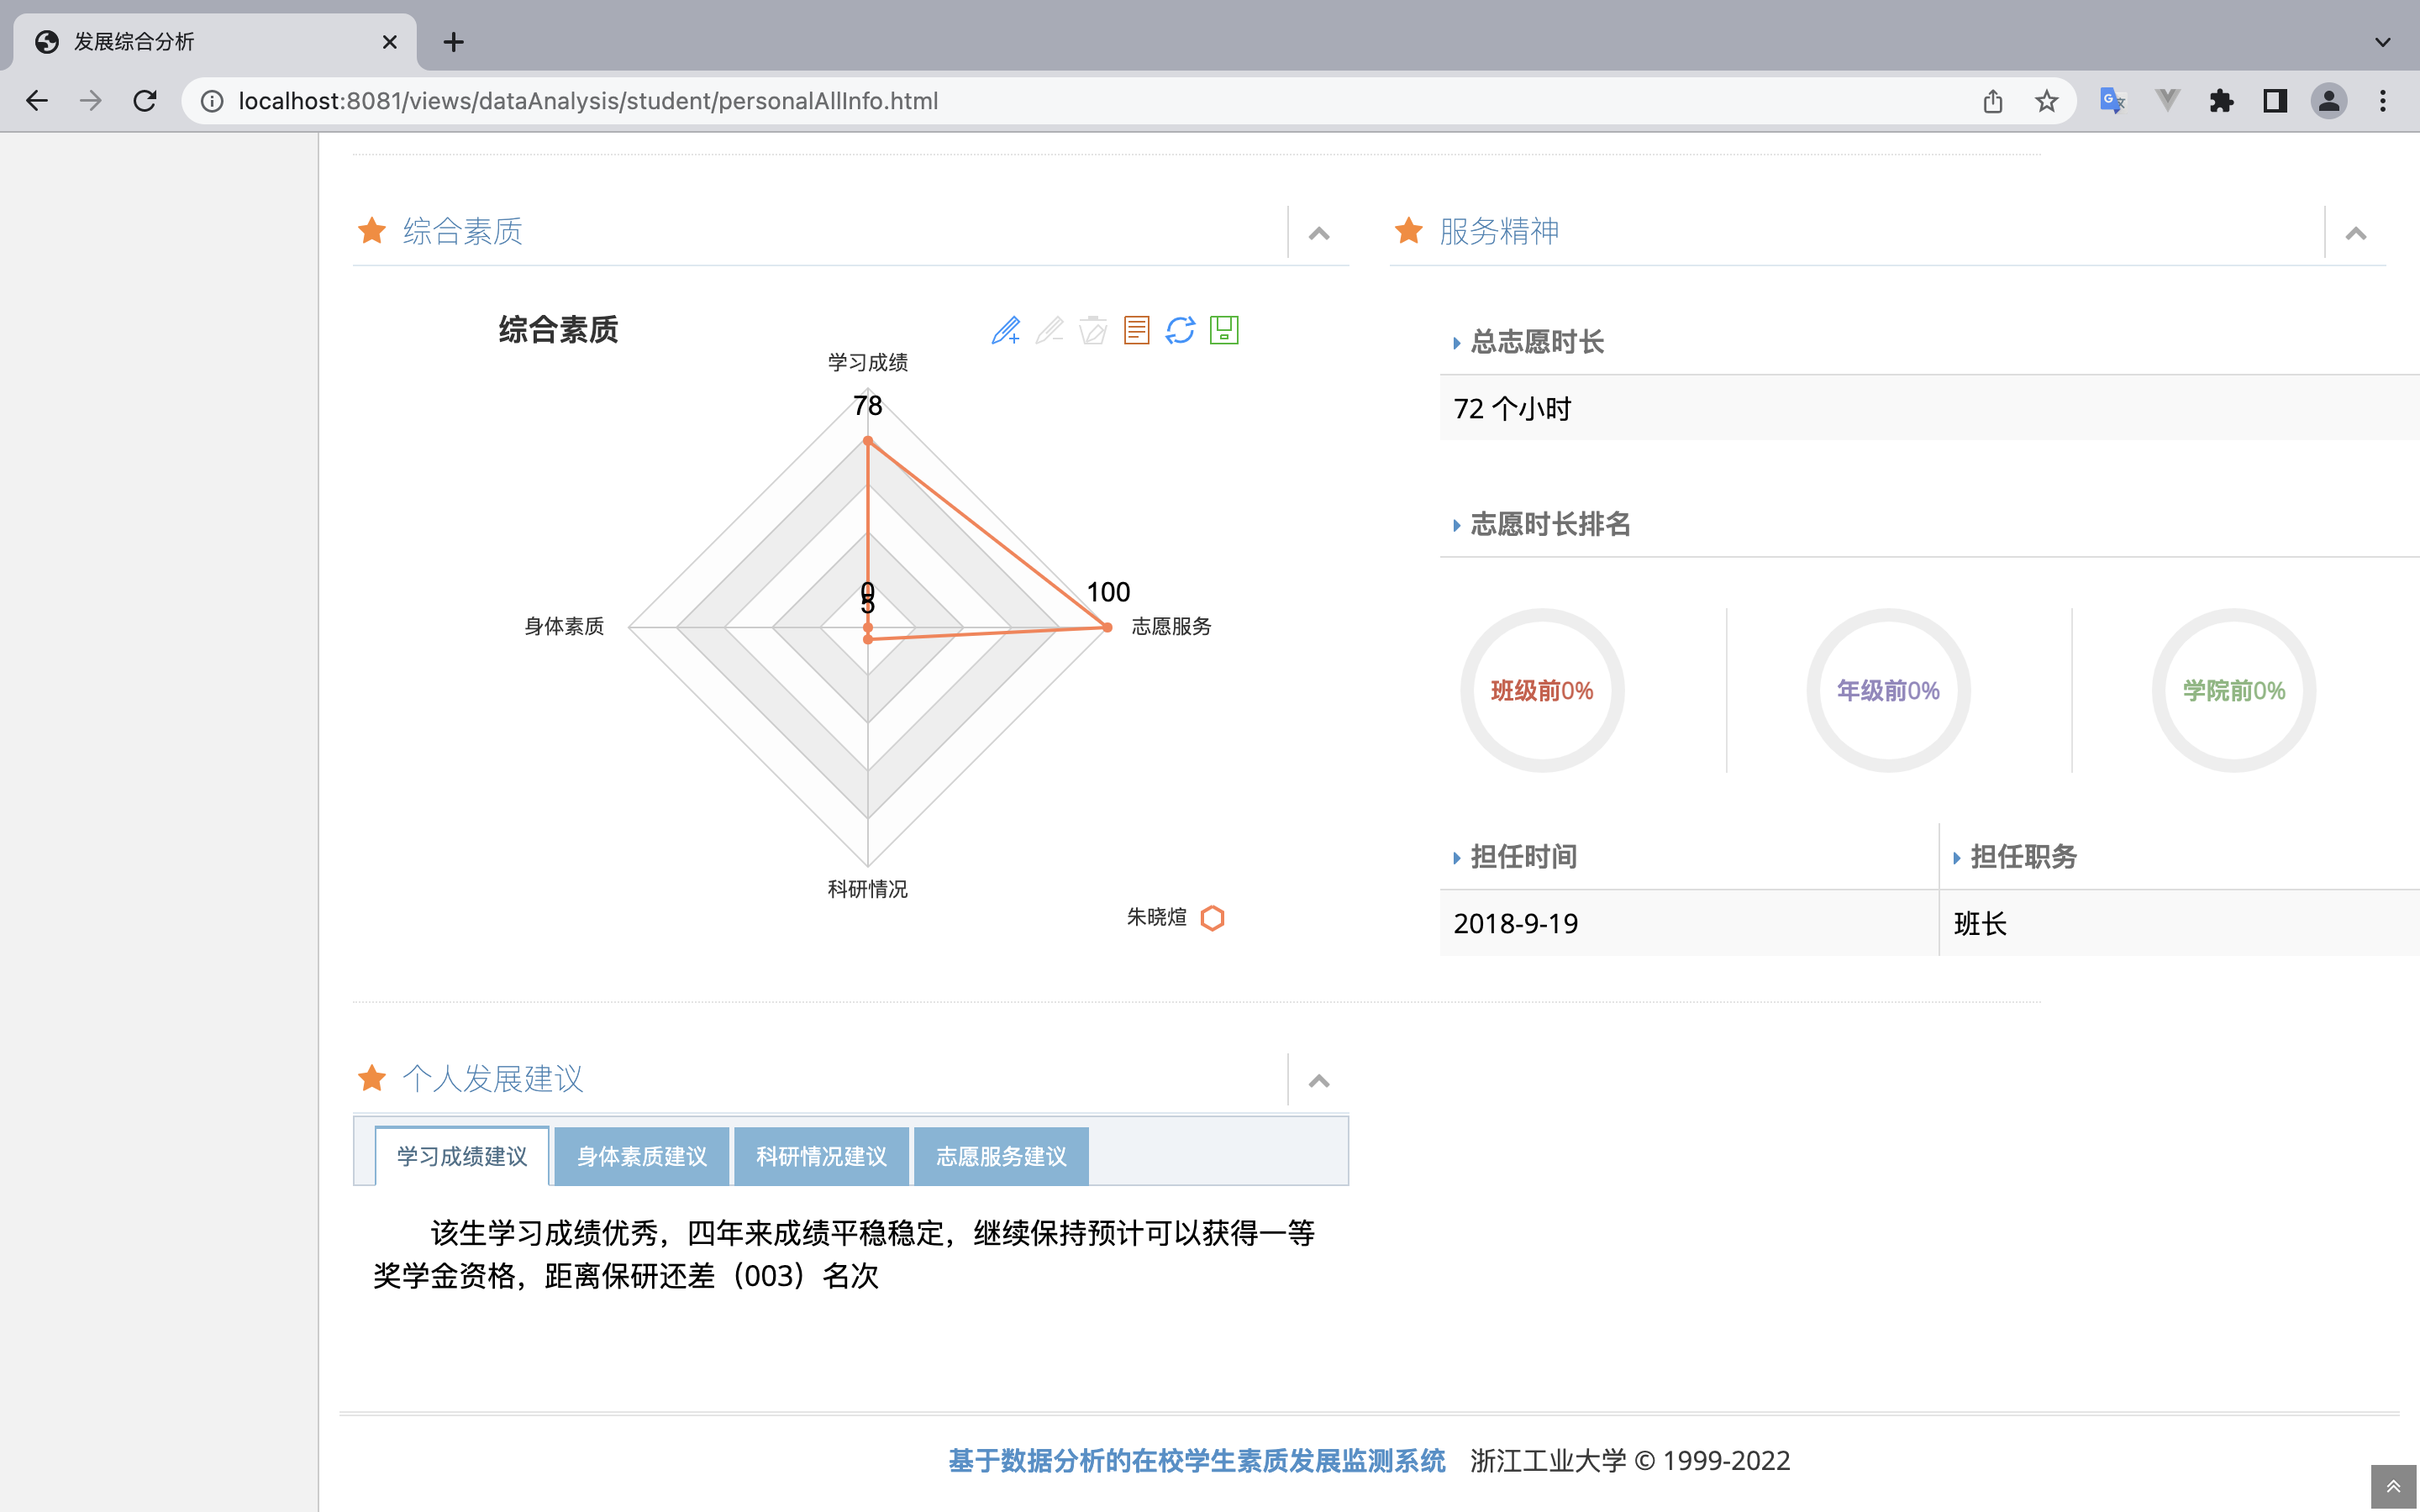 发展综合分析
localhost:8081/views/dataAnalysis/student/personalAllInfo.html
综合素质
服务精神
综合素质
学习成绩
78
100
志愿服务
0
5
身体素质
科研情况
朱晓煊
总志愿时长
72 个小时
志愿时长排名
班级前0%
年级前0%
学院前0%
担任时间 担任职务
2018-9-19 班长
个人发展建议
学习成绩建议 身体素质建议 科研情况建议 志愿服务建议
该生学习成绩优秀，四年来成绩平稳稳定，继续保持预计可以获得一等
奖学金资格，距离保研还差（003）名次
基于数据分析的在校学生素质发展监测系统 浙江工业大学 © 1999-2022